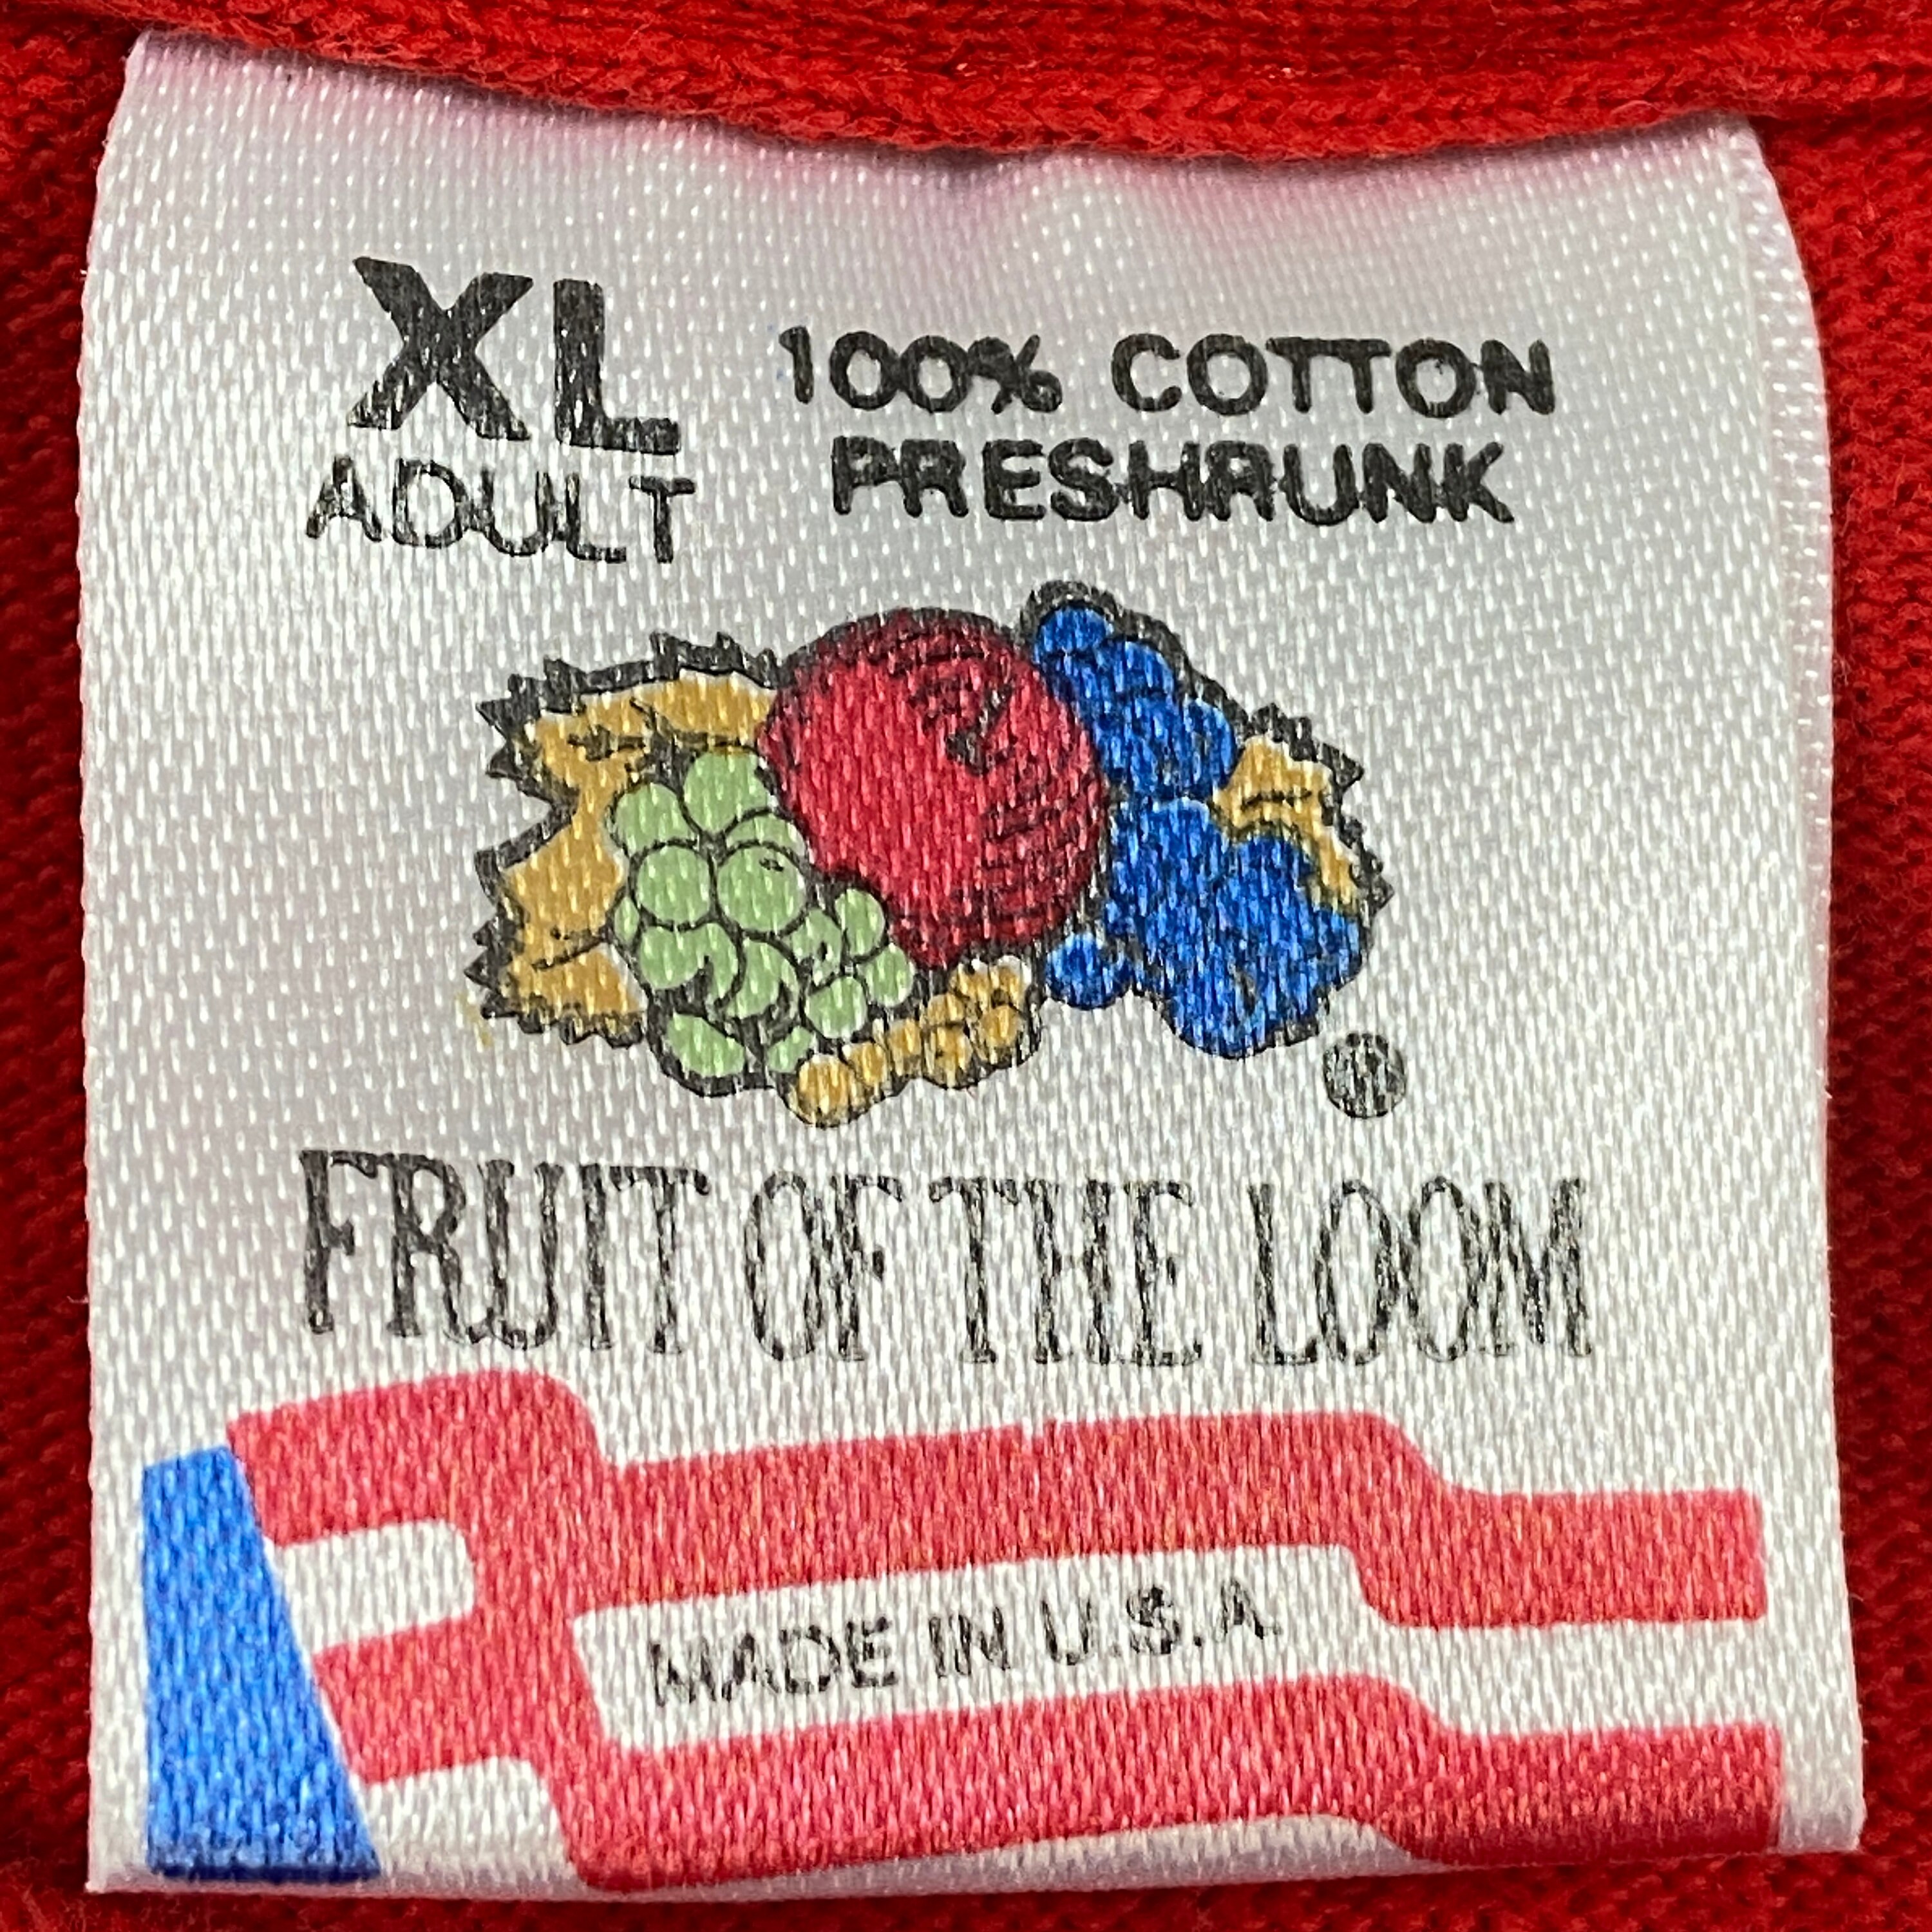 XL
ADULT
100% COTTON
PRESHRUNK
®
FRUIT OF THE LOOM
MADE IN U.S.A.